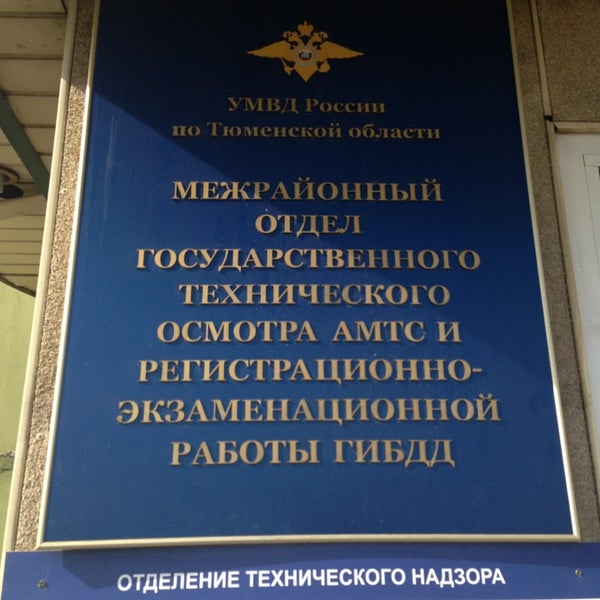 УМВД России
по Тюменской области
МЕЖРАЙОННЫЙ
ОТДЕЛ
ГОСУДАРСТВЕННОГО
ТЕХНИЧЕСКОГО
ОСМОТРА АМТС И
РЕГИСТРАЦИОННО-
ЭКЗАМЕНАЦИОННОЙ
РАБОТЫ ГИБДД
ОТДЕЛЕНИЕ ТЕХНИЧЕСКОГО НАДЗОРА